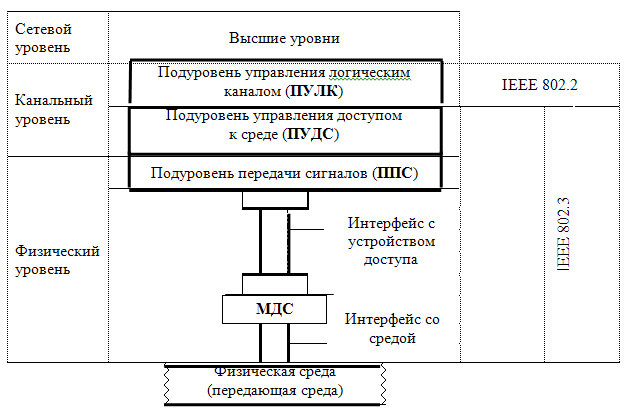 Сетевой
уровень
Высшие уровни
Канальный
уровень
Подуровень управления логическим
каналом (ПУЛК)
IEEE 802.2
Подуровень управления доступом
к среде (ПУДС)
Подуровень передачи сигналов (ППС)
Физический
уровень
Интерфейс с
устройством
доступа
IEEE 802.3
МДС
Интерфейс со
средой
Физическая среда
(передающая среда)